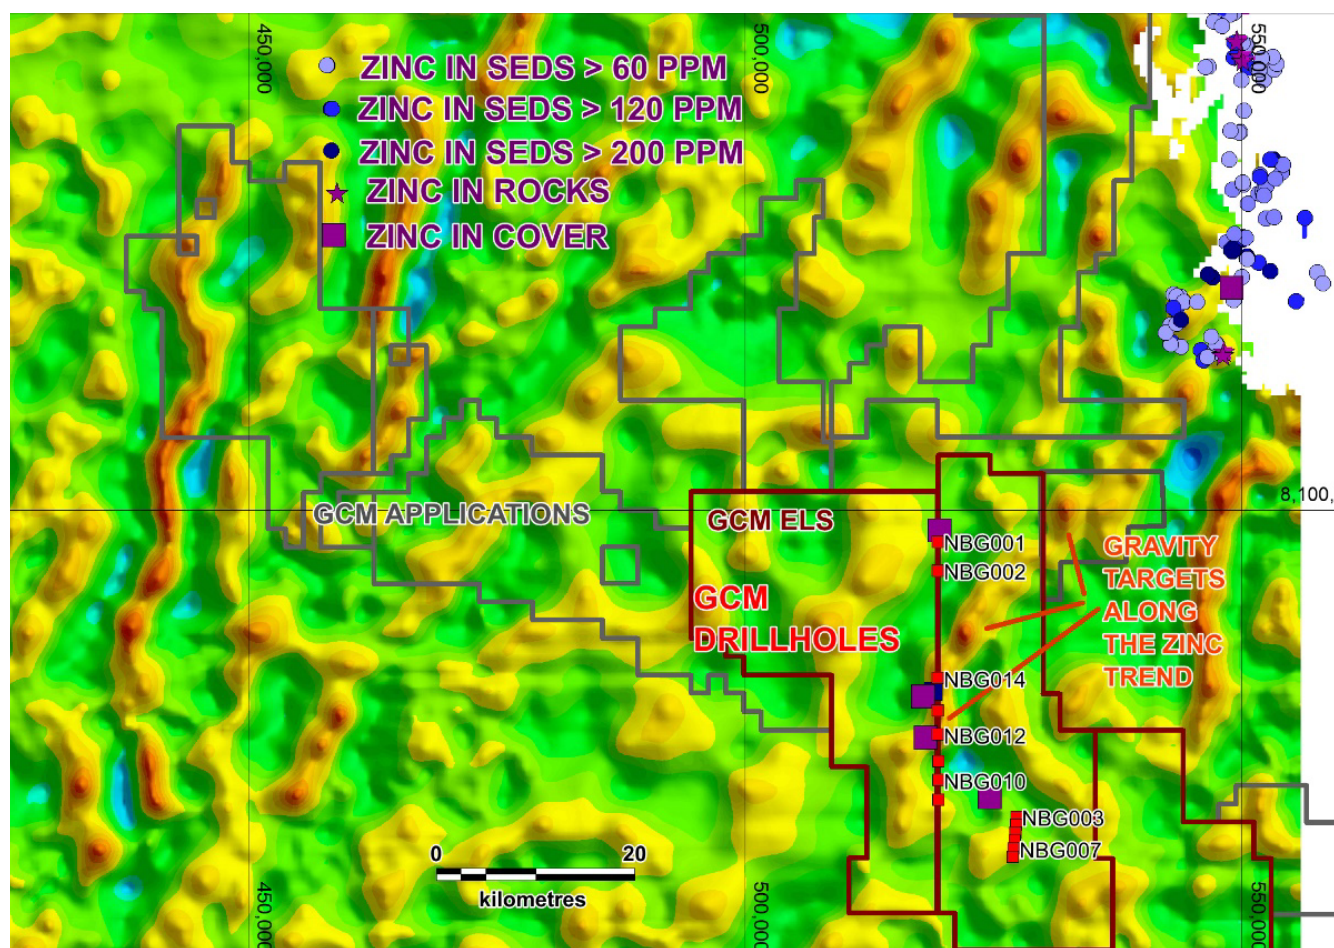 450,000
500,000
550,000
ZINC IN SEDS > 60 PPM
ZINC IN SEDS > 120 PPM
ZINC IN SEDS > 200 PPM
ZINC IN ROCKS
ZINC IN COVER
8,100,
GCM APPLICATIONS
GCM ELS
NBG001
NBG002
GRAVITY
TARGETS
ALONG
THE ZINC
TREND
GCM
DRILLHOLES
NBG014
NBG012
NBG010
NBG003
NBG007
0
20
kilometres
450,000
500,000
550,000